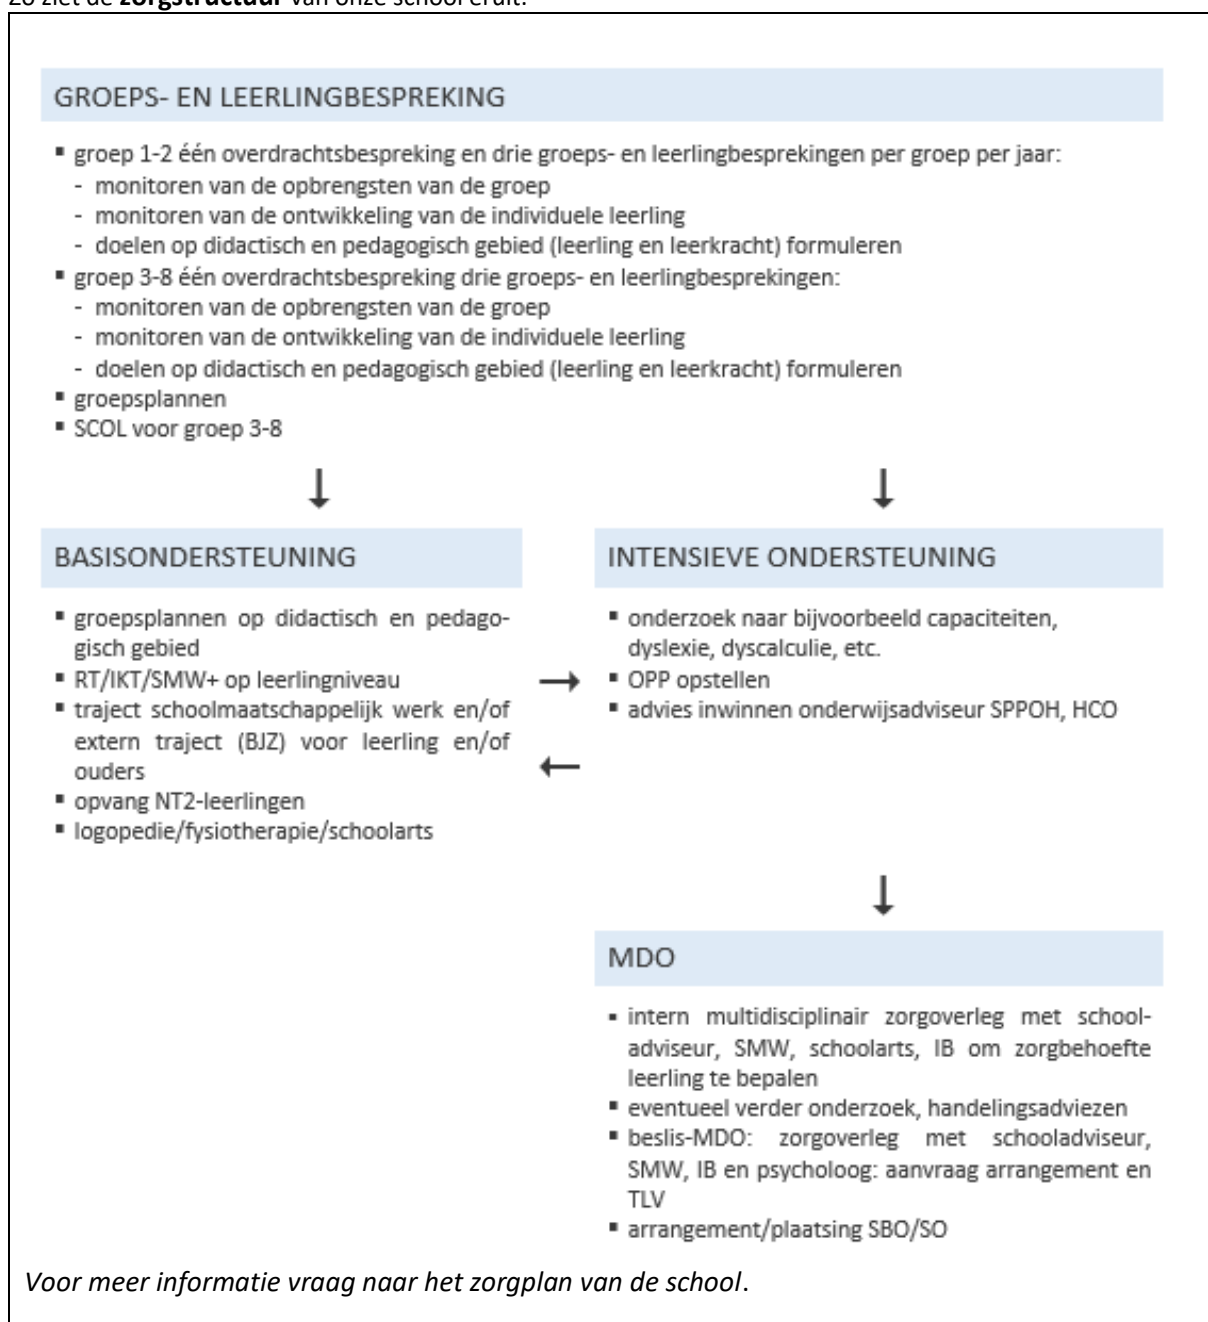 Zo ziet de zorgstructuur van onze school eruit:
GROEPS- EN LEERLINGBESPREKING
▪ groep 1-2 één overdrachtsbespreking en drie groeps- en leerlingbesprekingen per groep per jaar:
- monitoren van de opbrengsten van de groep
- monitoren van de ontwikkeling van de individuele leerling
- doelen op didactisch en pedagogisch gebied (leerling en leerkracht) formuleren
▪ groep 3-8 één overdrachtsbespreking drie groeps- en leerlingbesprekingen:
- monitoren van de opbrengsten van de groep
- monitoren van de ontwikkeling van de individuele leerling
- doelen op didactisch en pedagogisch gebied (leerling en leerkracht) formuleren
▪ groepsplannen
▪ SCOL voor groep 3-8
BASISONDERSTEUNING
▪ groepsplannen op didactisch en pedago-
gisch gebied
▪ RT/IKT/SMW+ op leerlingniveau
▪ traject schoolmaatschappelijk werk en/of
extern traject (BJZ) voor leerling en/of
ouders
▪ opvang NT2-leerlingen
▪ logopedie/fysiotherapie/schoolarts
INTENSIEVE ONDERSTEUNING
▪ onderzoek naar bijvoorbeeld capaciteiten,
dyslexie, dyscalculie, etc.
▪ OPP opstellen
▪ advies inwinnen onderwijsadviseur SPPOH, HCO
MDO
▪ intern multidisciplinair zorgoverleg met school-
adviseur, SMW, schoolarts, IB om zorgbehoefte
leerling te bepalen
▪ eventueel verder onderzoek, handelingsadviezen
▪ beslis-MDO: zorgoverleg met schooladviseur,
SMW, IB en psycholoog: aanvraag arrangement en
TLV
▪ arrangement/plaatsing SBO/SO
Voor meer informatie vraag naar het zorgplan van de school.